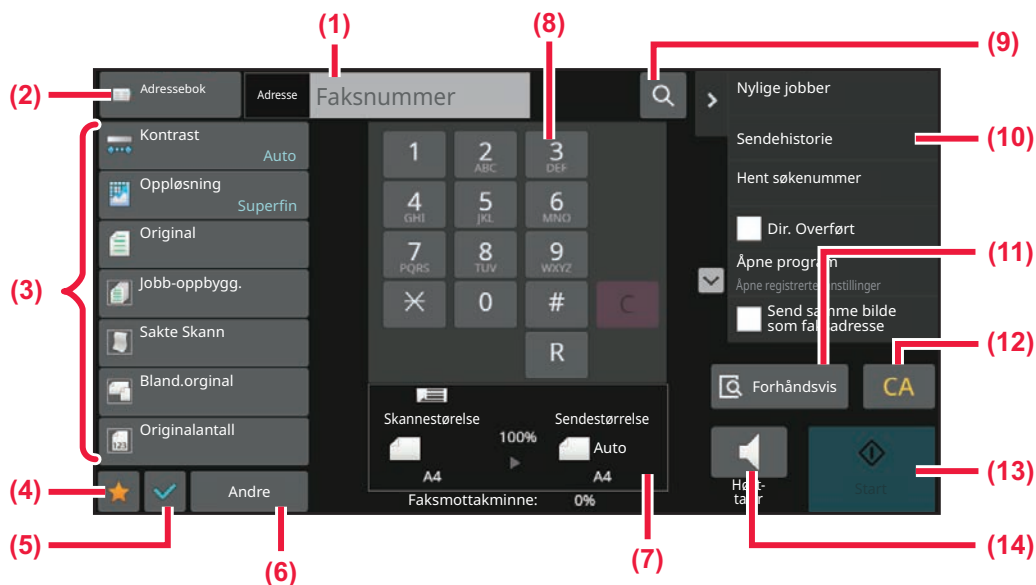 (1)
(8)
(9)
(2)
Adressebok
Adresse
Faksnummer
Nylige jobber
(3)
Kontrast
Auto
Oppløsning
Superfin
Original
Jobb-oppbygg.
Sakte Skann
Bland.orginal
Originalantall
1
2
ABC
3
DEF
4
GHI
5
JKL
6
MNO
7
PQRS
8
TUV
9
WXYZ
0
#
C
R
Sendehistorie
(10)
Hent søkenummer
Dir. Overført
(11)
Åpne program
Åpne registrerte innstillinger
Send samme bilde
som faksadresse
(12)
Forhåndsvis
CA
Skannestørelse
Sendestørrelse
100%
Auto
A4
A4
Faksmottakminne:
0%
(4)
Andre
(5)
(6)
(7)
Start
(13)
(14)